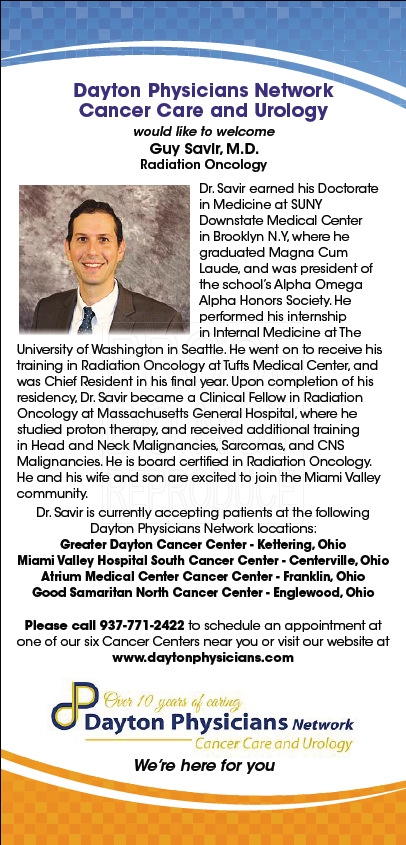 Dayton Physicians Network
Cancer Care and Urology
would like to welcome
Guy Savir, M.D.
Radiation Oncology
Dr. Savir earned his Doctorate
in Medicine at SUNY
Downstate Medical Center
in Brooklyn N.Y, where he
graduated Magna Cum
Laude, and was president of
the school's Alpha Omega
Alpha Honors Society. He
performed his internship
in Internal Medicine at The
University of Washington in Seattle. He went on to receive his
training in Radiation Oncology at Tufts Medical Center, and
was Chief Resident in his final year. Upon completion of his
residency, Dr. Savir became a Clinical Fellow in Radiation
Oncology at Massachusetts General Hospital, where he
studied proton therapy, and received additional training
in Head and Neck Malignancies, Sarcomas, and CNS
Malignancies. He is board certified in Radiation Oncology.
He and his wife and son are excited to join the Miami Valley
community.
Dr. Savir is currently accepting patients at the following
Dayton Physicians Network locations:
Greater Dayton Cancer Center - Kettering, Ohio
Miami Valley Hospital South Cancer Center - Centerville, Ohio
Atrium Medical Center Cancer Center - Franklin, Ohio
Good Samaritan North Cancer Center - Englewood, Ohio
Please call 937-771-2422 to schedule an appointment at
one of our six Cancer Centers near you or visit our website at
www.daytonphysicians.com
Over 10 years of caring
Dayton Physicians Network
Cancer Care and Urology
We're here for you